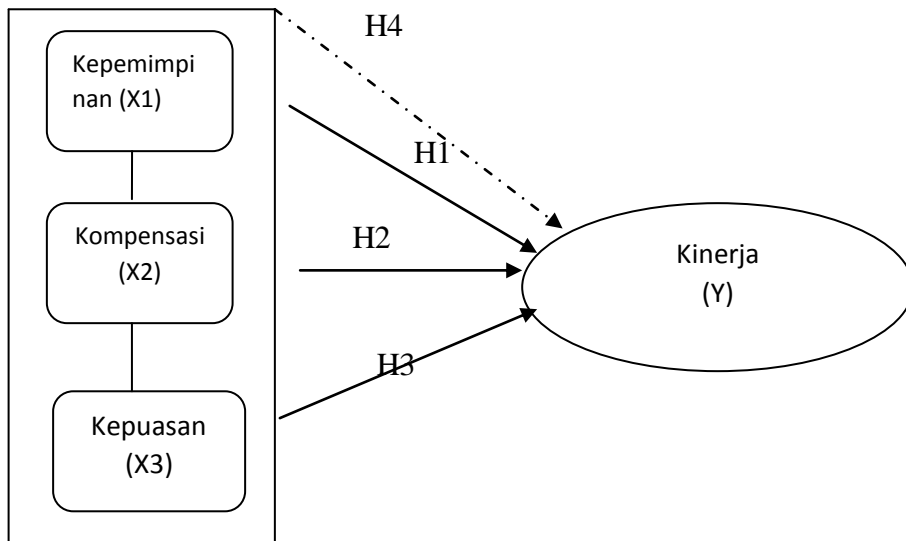 H4
Kepemimpi
nan (X1)
H1
Kompensasi
(X2)
H2
Kinerja
(Y)
H3
Kepuasan
(X3)